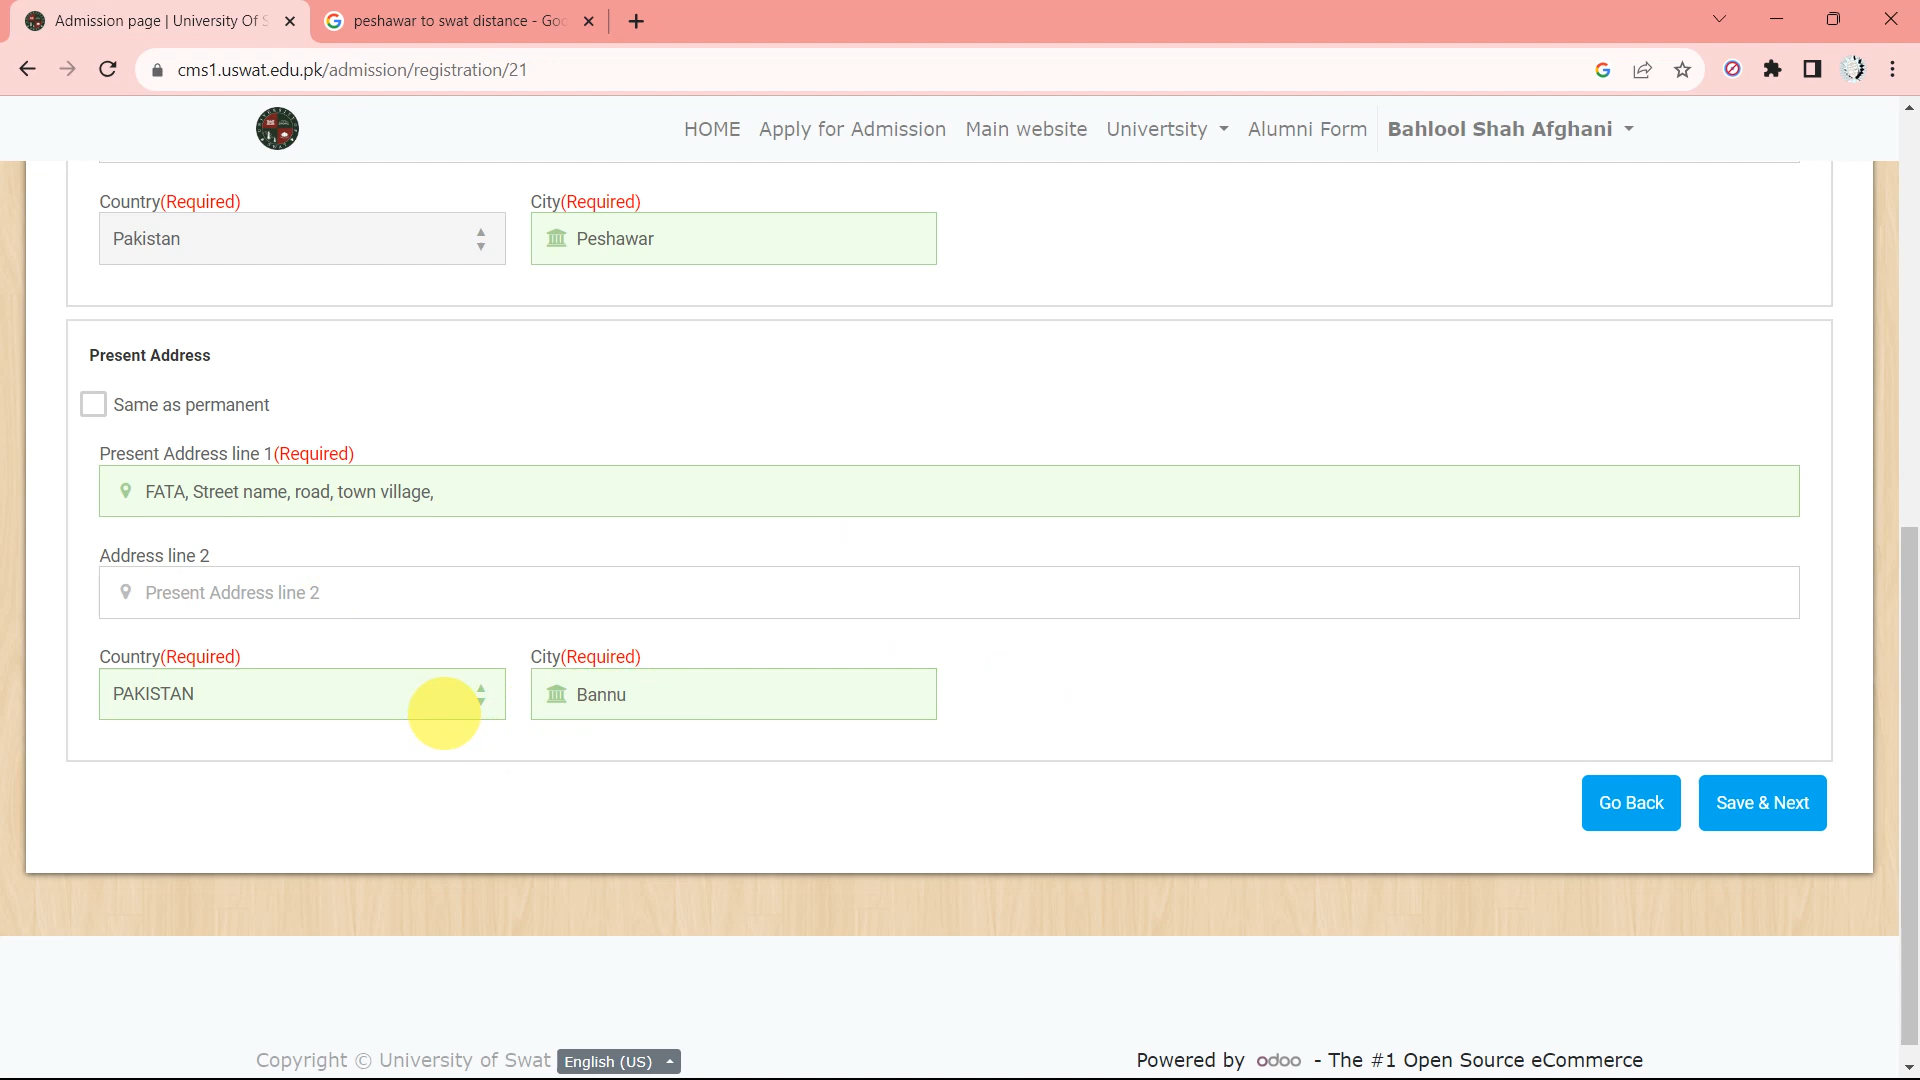 Admission page | University Of S
peshawar to swat distance - Goo
cms1.uswat.edu.pk/admission/registration/21
HOME Apply for Admission Main website Univertsity Alumni Form Bahlool Shah Afghani
Country(Required) City(Required)
Pakistan Peshawar
Present Address
Same as permanent
Present Address line 1(Required)
FATA, Street name, road, town village,
Address line 2
Present Address line 2
Country(Required) City(Required)
PAKISTAN Bannu
Go Back Save & Next
Copyright © University of Swat English (US) Powered by odoo - The #1 Open Source eCommerce